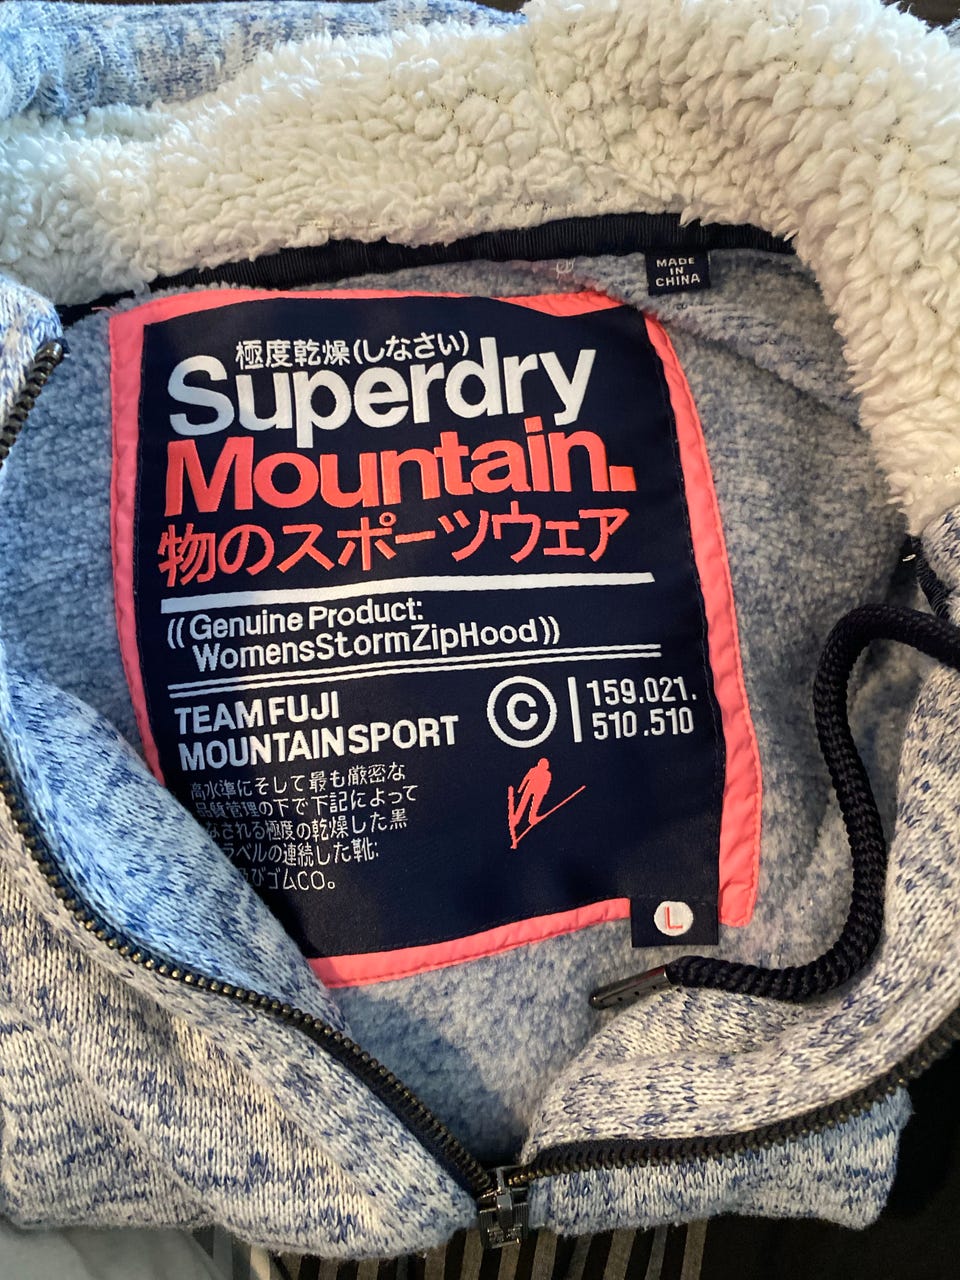 MADE
IN
CHINA
極度乾燥(しなさい)
Superdry
Mountain.
物のスポーツウェア
((Genuine Product:
WomensStormZipHood))
TEAM FUJI
MOUNTAINSPORT
© 159.021.
510.510
高水準にそして最も厳密な
品質管理の下で下記によって
なされる極度の乾燥した黒
ラベルの連続した靴:
及びゴムCO。
L